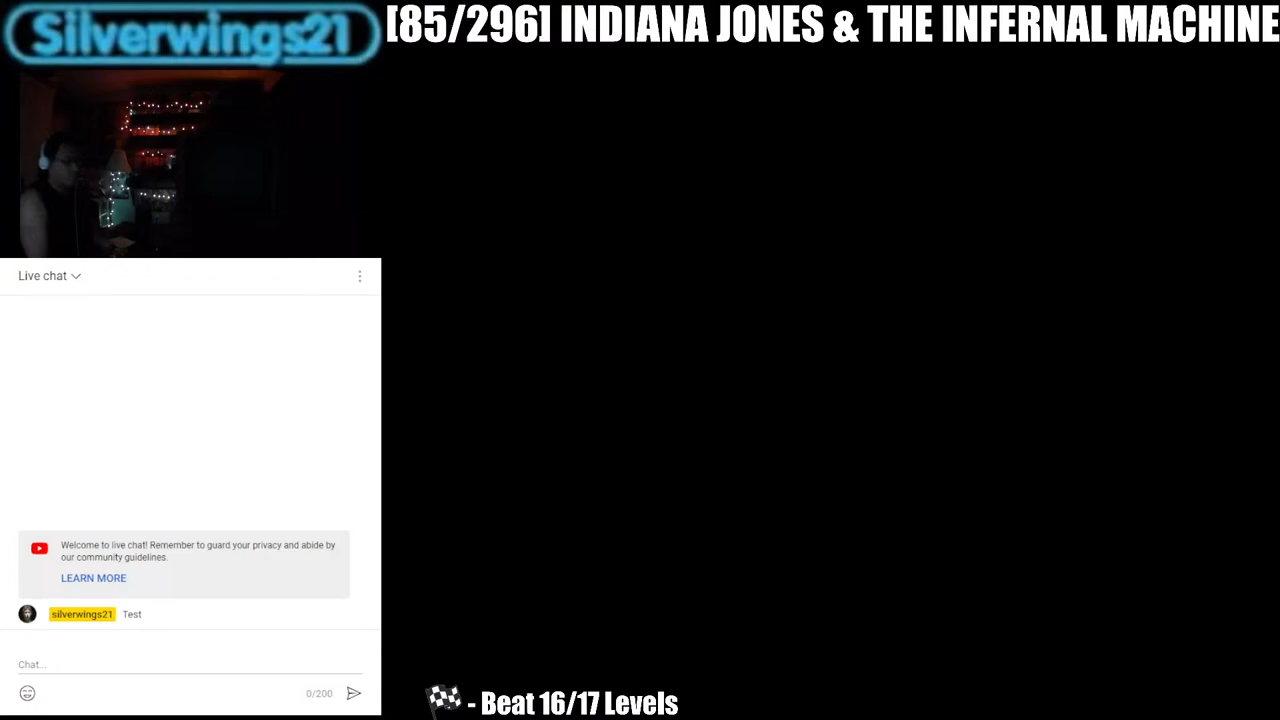 Silverwings21
[85/296] INDIANA JONES & THE INFERNAL MACHINE
Live chat
Welcome to live chat! Remember to guard your privacy and abide by
our community guidelines.
LEARN MORE
silverwings21 Test
Chat...
0/200
- Beat 16/17 Levels